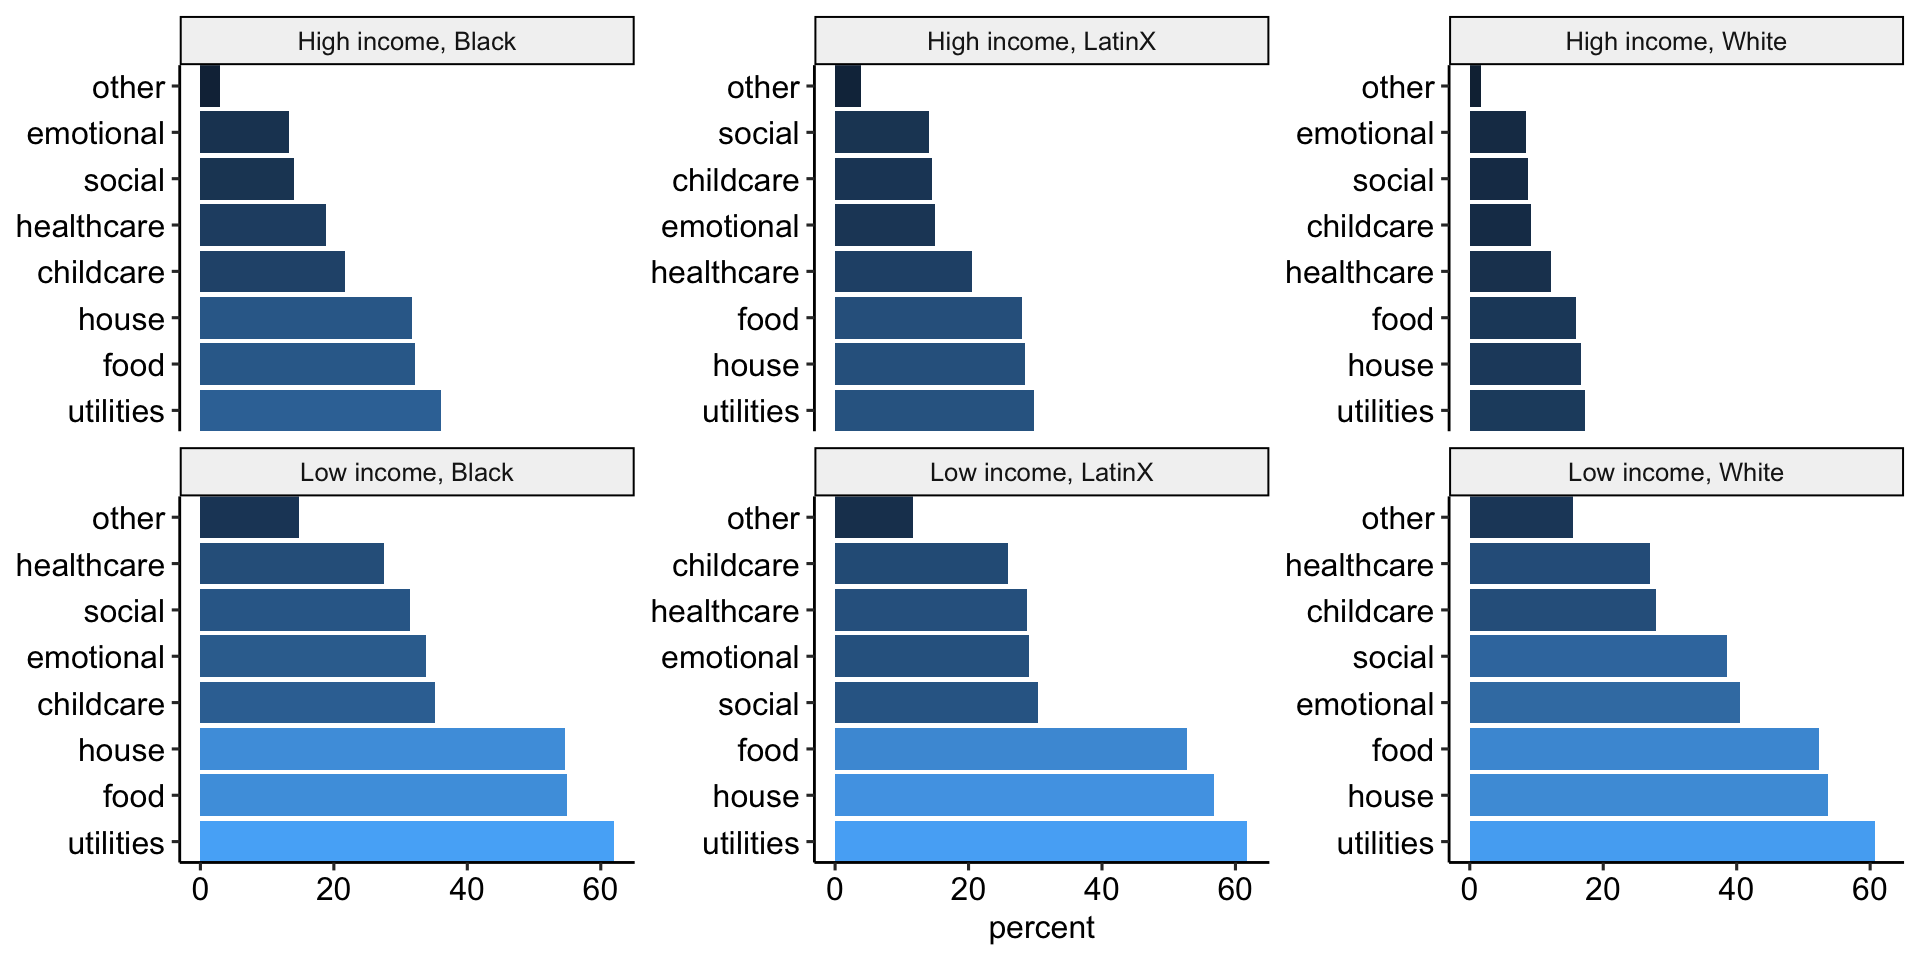 High income, Black
other
emotional
social
healthcare
childcare
house
food
utilities
High income, LatinX
other
social
childcare
emotional
healthcare
food
house
utilities
High income, White
other
emotional
social
childcare
healthcare
food
house
utilities
Low income, Black
other
healthcare
social
emotional
childcare
house
food
utilities
0 20 40 60
Low income, LatinX
other
childcare
healthcare
emotional
social
food
house
utilities
0 20 40 60
Low income, White
other
healthcare
childcare
social
emotional
food
house
utilities
0 20 40 60
percent